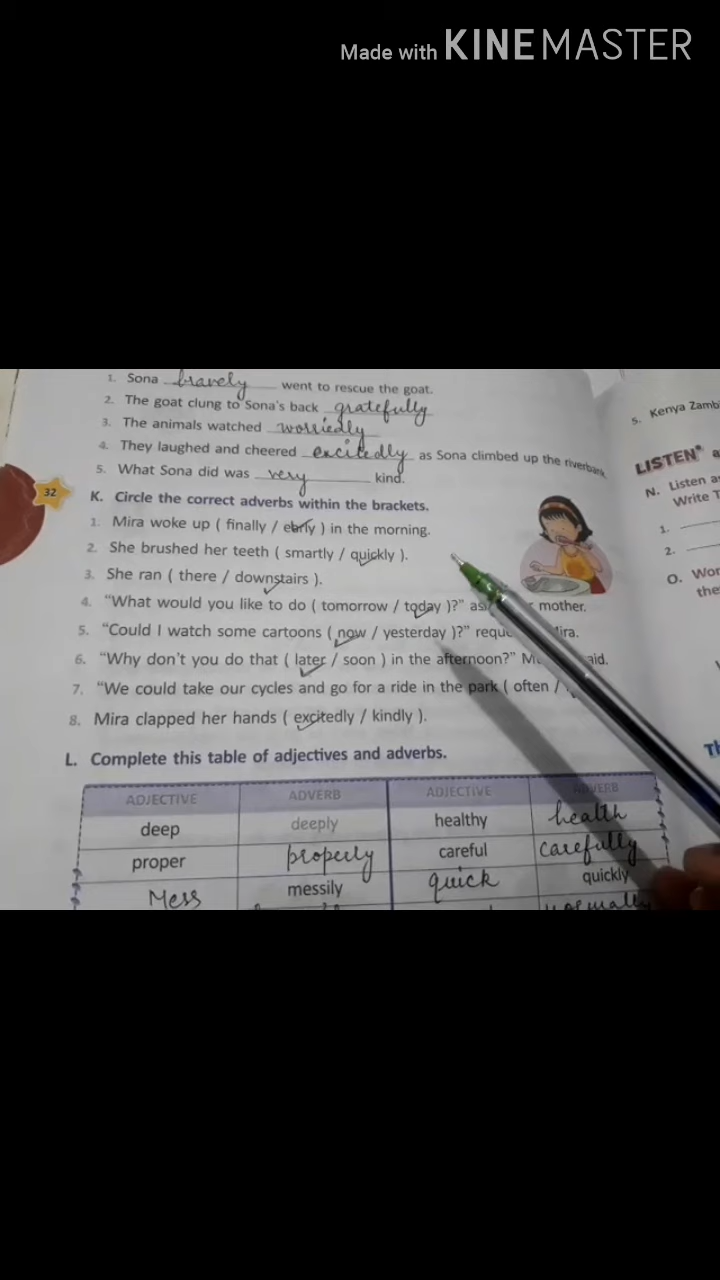 Made with KINEMASTER
1. Sona bravely went to rescue the goat.
2. The goat clung to Sona's back gratefully
3. The animals watched worriedly
4. They laughed and cheered excitedly as Sona climbed up the riverbank
5. What Sona did was very kind.
32
K. Circle the correct adverbs within the brackets.
1. Mira woke up ( finally / early ) in the morning.
2. She brushed her teeth ( smartly / quickly ).
3. She ran ( there / downstairs ).
4. "What would you like to do ( tomorrow / today )?" mother.
5. "Could I watch some cartoons ( now / yesterday )?"
6. "Why don't you do that ( later / soon ) in the afternoon?" said.
7. "We could take our cycles and go for a ride in the park ( often /
8. Mira clapped her hands ( excitedly / kindly ).
L. Complete this table of adjectives and adverbs.
ADJECTIVE ADVERB ADJECTIVE ADVERB
deep deeply healthy health
proper properly careful carefully
Mess messily quick quickly
normally
5. Kenya
LISTEN
N. Listen
Write
1.
2.
O.